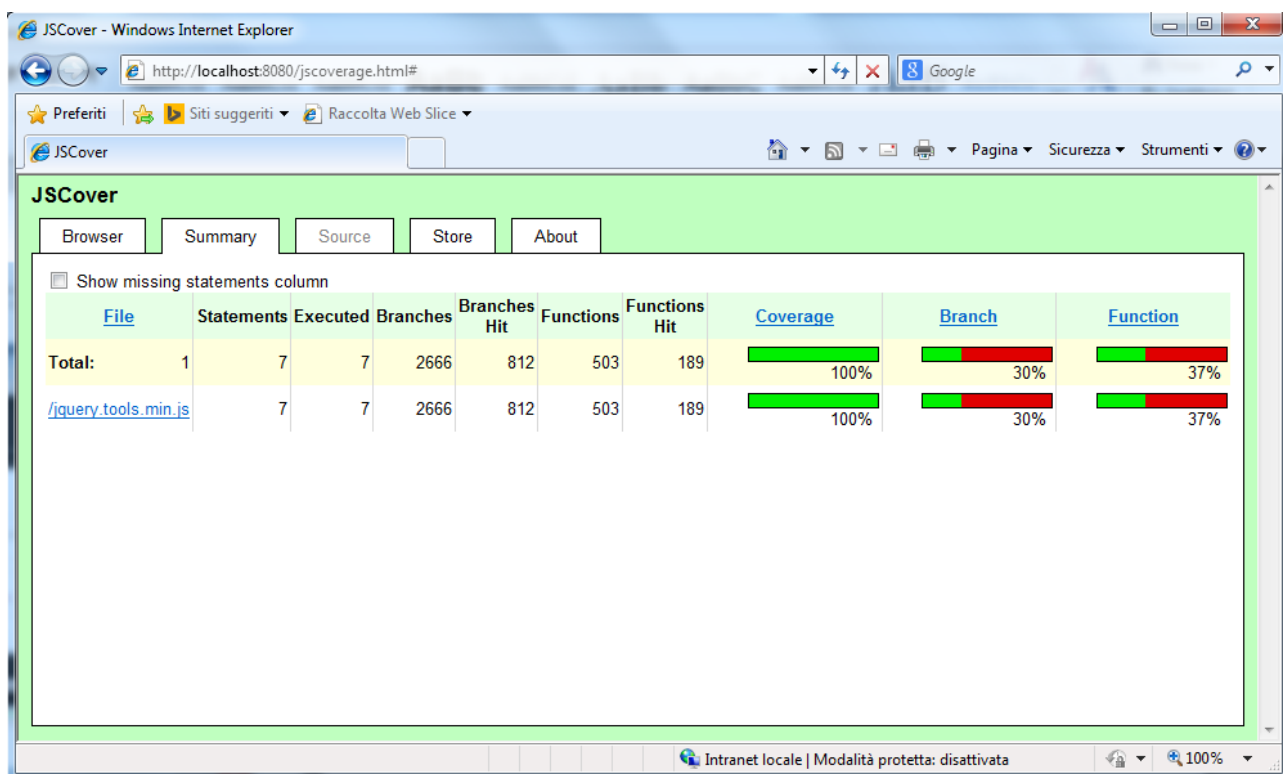 JSCover - Windows Internet Explorer
http://localhost:8080/jscoverage.html#
Google
Preferiti
Siti suggeriti
Raccolta Web Slice
JSCover
Pagina
Sicurezza
Strumenti
JSCover
Browser
Summary
Source
Store
About
Show missing statements column
File Statements Executed Branches Branches Hit Functions Functions Hit Coverage Branch Function
Total: 1 7 7 2666 812 503 189 100% 30% 37%
/jquery.tools.min.js 7 7 2666 812 503 189 100% 30% 37%
Intranet locale | Modalità protetta: disattivata
100%